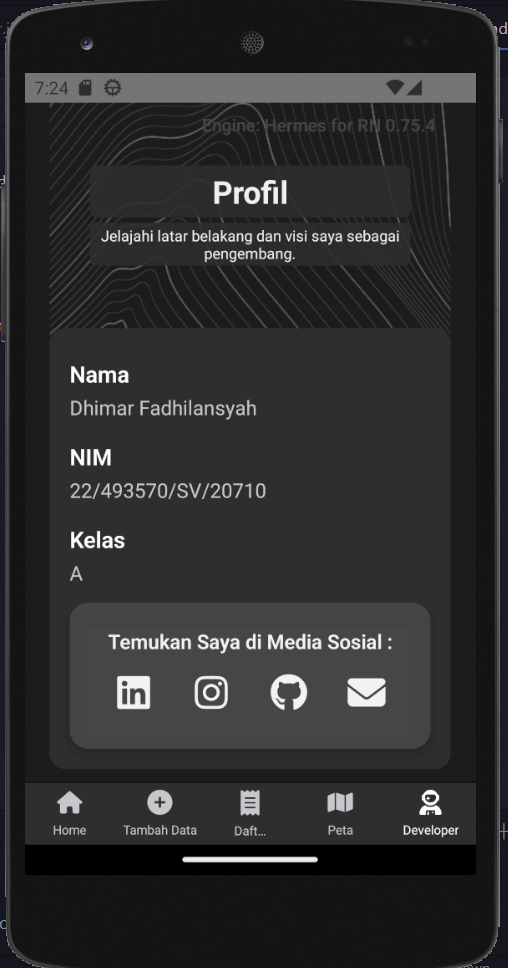 7:24
Engine: Hermes for RN 0.75.4
Profil
Jelajahi latar belakang dan visi saya sebagai
pengembang.
Nama
Dhimar Fadhilansyah
NIM
22/493570/SV/20710
Kelas
A
Temukan Saya di Media Sosial :
in
Home
Tambah Data
Daft...
Peta
Developer